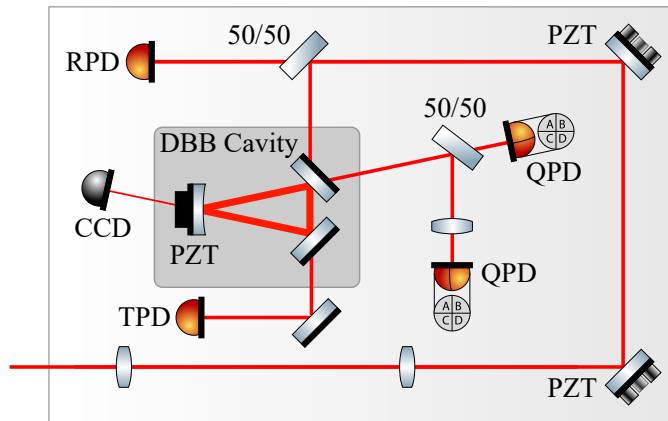 50/50
PZT
RPD
50/50
DBB Cavity
A B
C D
QPD
CCD
PZT
QPD
A B
C D
TPD
PZT